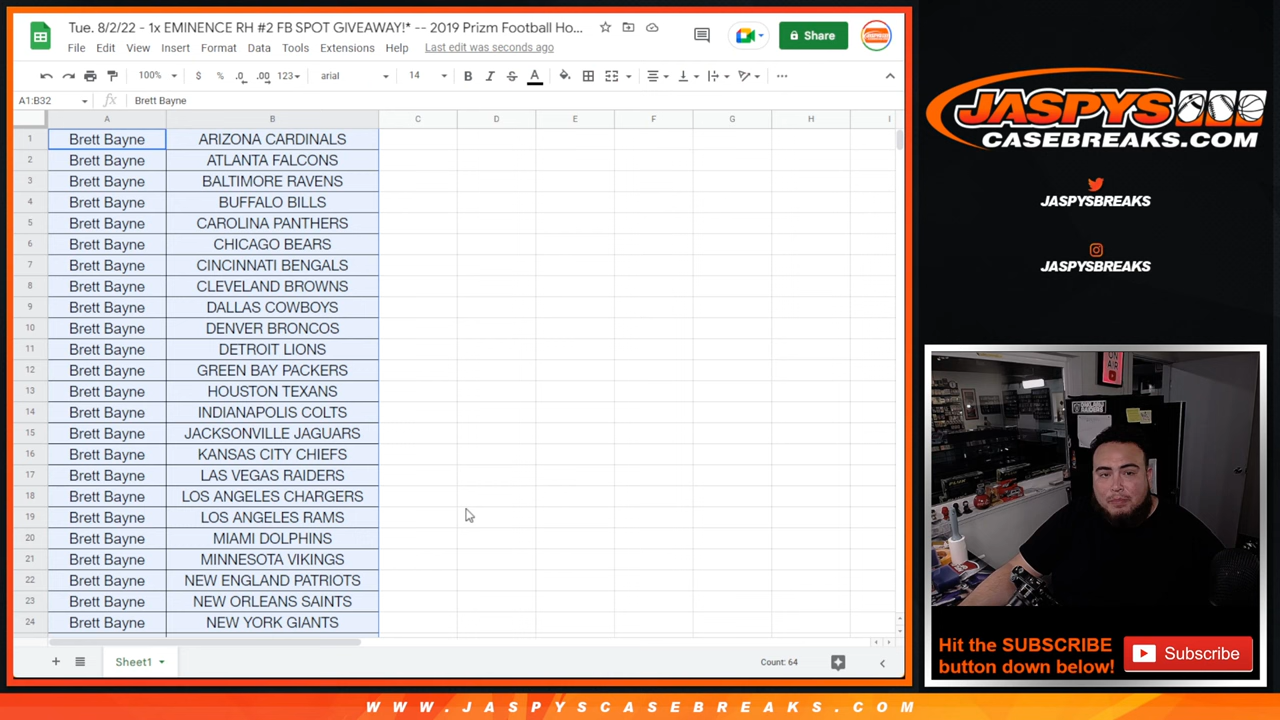 Tue. 8/2/22 - 1x EMINENCE RH #2 FB SPOT GIVEAWAY!* -- 2019 Prizm Football Ho...
Share
File Edit View Insert Format Data Tools Extensions Help Last edit was seconds ago
100% $ % .0 .00 123 arial 14 B I S A
A1:B32 fx Brett Bayne
A B C D E F G H I
1 Brett Bayne ARIZONA CARDINALS
2 Brett Bayne ATLANTA FALCONS
3 Brett Bayne BALTIMORE RAVENS
4 Brett Bayne BUFFALO BILLS
5 Brett Bayne CAROLINA PANTHERS
6 Brett Bayne CHICAGO BEARS
7 Brett Bayne CINCINNATI BENGALS
8 Brett Bayne CLEVELAND BROWNS
9 Brett Bayne DALLAS COWBOYS
10 Brett Bayne DENVER BRONCOS
11 Brett Bayne DETROIT LIONS
12 Brett Bayne GREEN BAY PACKERS
13 Brett Bayne HOUSTON TEXANS
14 Brett Bayne INDIANAPOLIS COLTS
15 Brett Bayne JACKSONVILLE JAGUARS
16 Brett Bayne KANSAS CITY CHIEFS
17 Brett Bayne LAS VEGAS RAIDERS
18 Brett Bayne LOS ANGELES CHARGERS
19 Brett Bayne LOS ANGELES RAMS
20 Brett Bayne MIAMI DOLPHINS
21 Brett Bayne MINNESOTA VIKINGS
22 Brett Bayne NEW ENGLAND PATRIOTS
23 Brett Bayne NEW ORLEANS SAINTS
24 Brett Bayne NEW YORK GIANTS
Sheet1
Count: 64
JASPYS
CASEBREAKS.COM
JASPYSBREAKS
JASPYSBREAKS
Hit the SUBSCRIBE
button down below!
Subscribe
WWW.JASPYSCASEBREAKS.COM